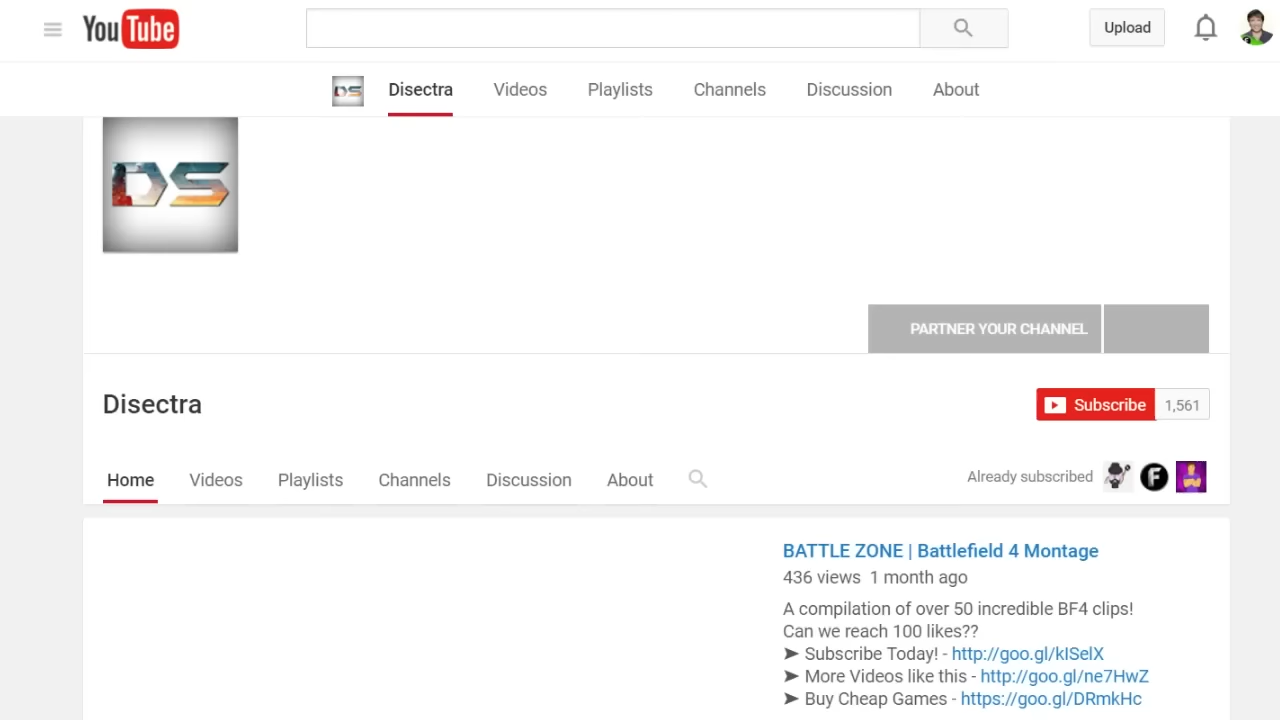 YouTube
Upload
DS
Disectra Videos Playlists Channels Discussion About
DS
PARTNER YOUR CHANNEL
Disectra
Subscribe 1,561
Home Videos Playlists Channels Discussion About
Already subscribed
F
BATTLE ZONE | Battlefield 4 Montage
436 views 1 month ago
A compilation of over 50 incredible BF4 clips!
Can we reach 100 likes??
➤ Subscribe Today! - http://goo.gl/kISelX
➤ More Videos like this - http://goo.gl/ne7HwZ
➤ Buy Cheap Games - https://goo.gl/DRmkHc